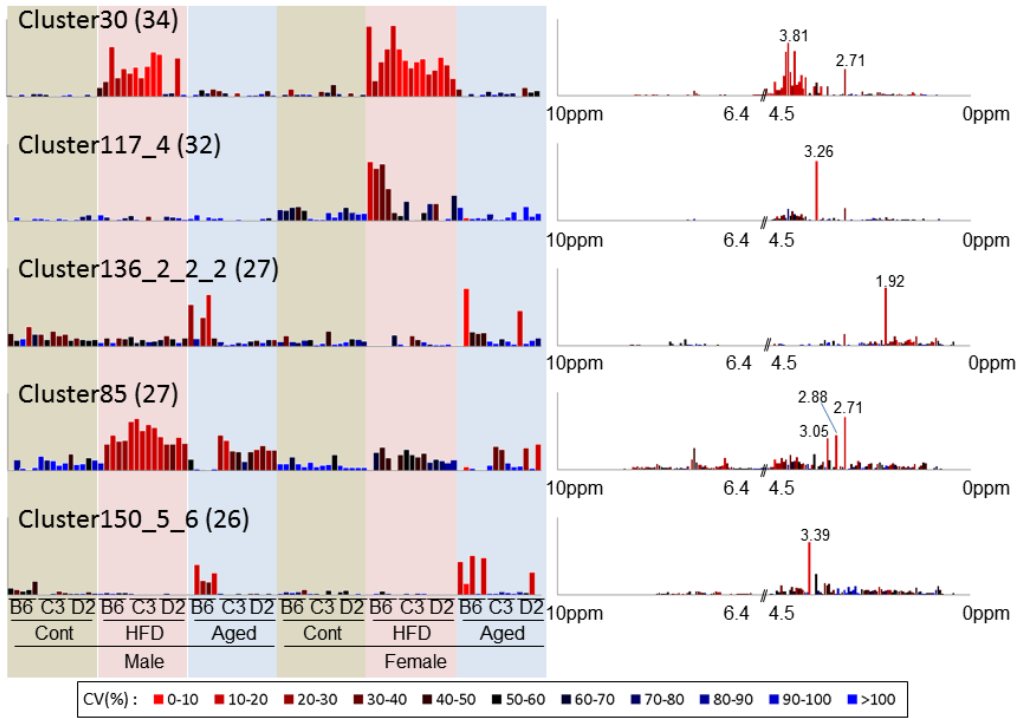 Cluster30 (34)
3.81
2.71
10ppm 6.4 4.5 0ppm
Cluster117_4 (32)
3.26
10ppm 6.4 4.5 0ppm
Cluster136_2_2_2 (27)
1.92
10ppm 6.4 4.5 0ppm
Cluster85 (27)
2.88
2.71
3.05
10ppm 6.4 4.5 0ppm
Cluster150_5_6 (26)
3.39
10ppm 6.4 4.5 0ppm
B6 C3 D2 B6 C3 D2 B6 C3 D2 B6 C3 D2 B6 C3 D2 B6 C3 D2
Cont HFD Aged Cont HFD Aged
Male Female
CV(%) : 0-10 10-20 20-30 30-40 40-50 50-60 60-70 70-80 80-90 90-100 >100